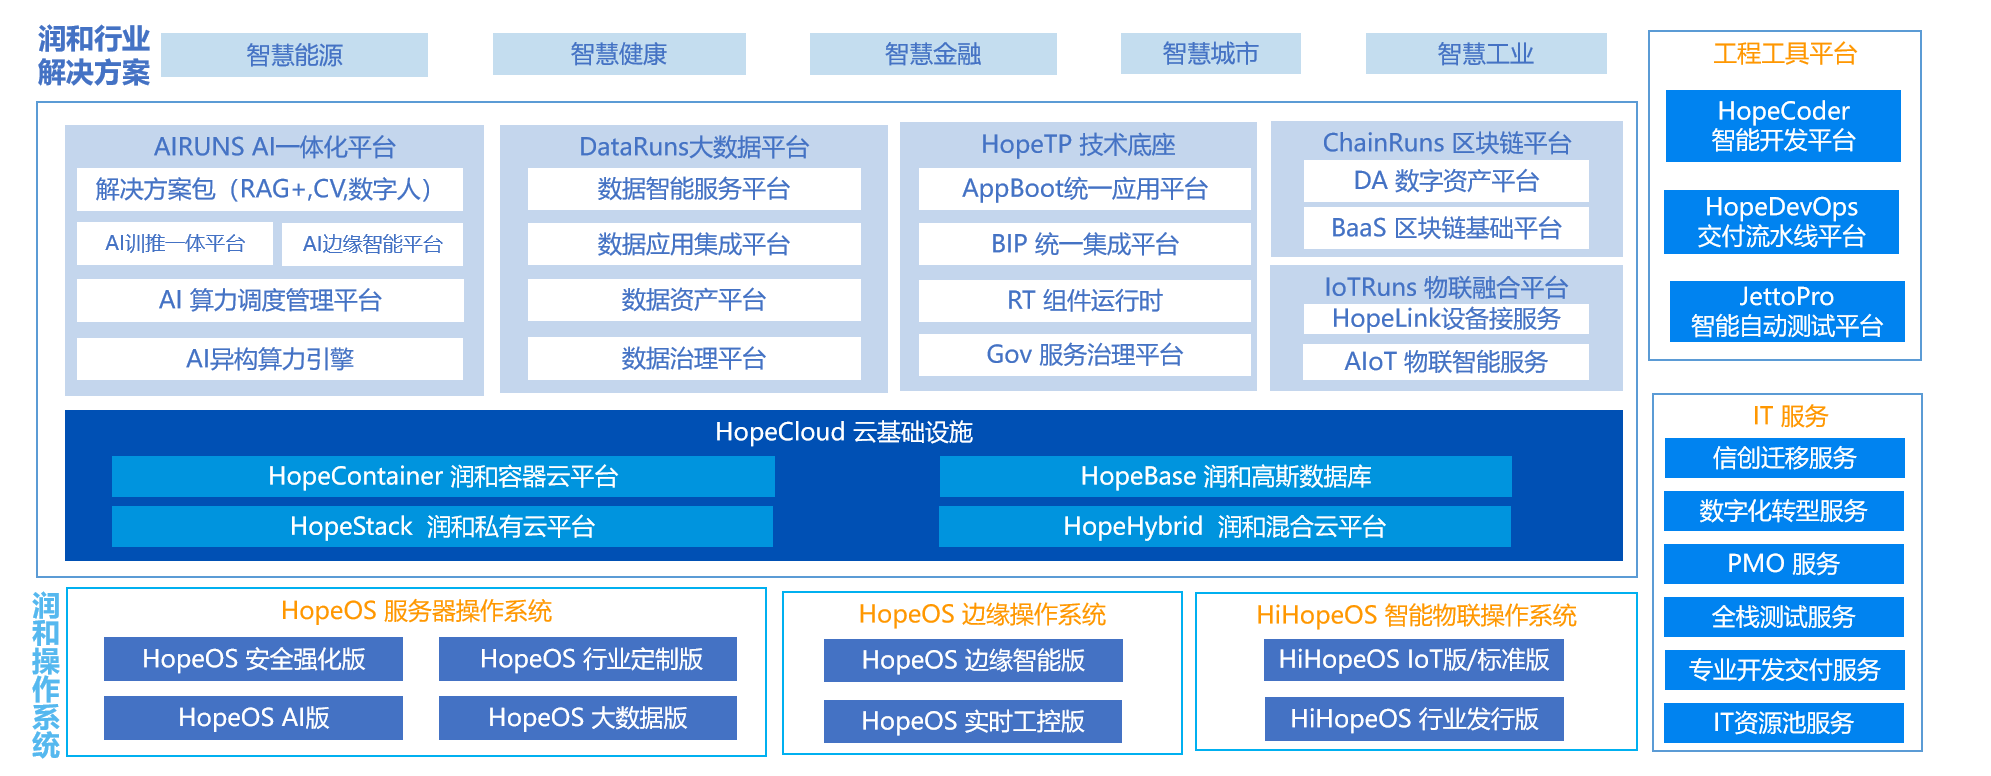 润和行业
解决方案
智慧能源
智慧健康
智慧金融
智慧城市
智慧工业
AIRUNS AI一体化平台
解决方案包（RAG+,CV,数字人）
AI训推一体平台
AI边缘智能平台
AI 算力调度管理平台
AI异构算力引擎
DataRuns大数据平台
数据智能服务平台
数据应用集成平台
数据资产平台
数据治理平台
HopeTP 技术底座
AppBoot统一应用平台
BIP 统一集成平台
RT 组件运行时
Gov 服务治理平台
ChainRuns 区块链平台
DA 数字资产平台
BaaS 区块链基础平台
IoTRuns 物联融合平台
HopeLink设备接服务
AIoT 物联智能服务
HopeCloud 云基础设施
HopeContainer 润和容器云平台
HopeBase 润和高斯数据库
HopeStack 润和私有云平台
HopeHybrid 润和混合云平台
润和操作系统
HopeOS 服务器操作系统
HopeOS 安全强化版
HopeOS 行业定制版
HopeOS AI版
HopeOS 大数据版
HopeOS 边缘操作系统
HopeOS 边缘智能版
HopeOS 实时工控版
HiHopeOS 智能物联操作系统
HiHopeOS IoT版/标准版
HiHopeOS 行业发行版
工程工具平台
HopeCoder
智能开发平台
HopeDevOps
交付流水线平台
JettoPro
智能自动测试平台
IT 服务
信创迁移服务
数字化转型服务
PMO 服务
全栈测试服务
专业开发交付服务
IT资源池服务